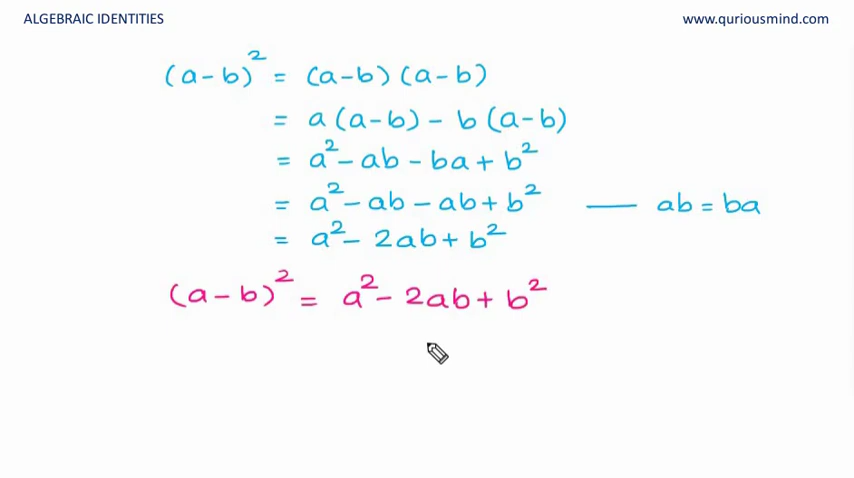 ALGEBRAIC IDENTITIES www.quriousmind.com
(a-b)² = (a-b) (a-b)
= a (a-b) - b (a-b)
= a² - ab - ba + b²
= a² - ab - ab + b² — ab = ba
= a² - 2ab + b²
(a-b)² = a² - 2ab + b²